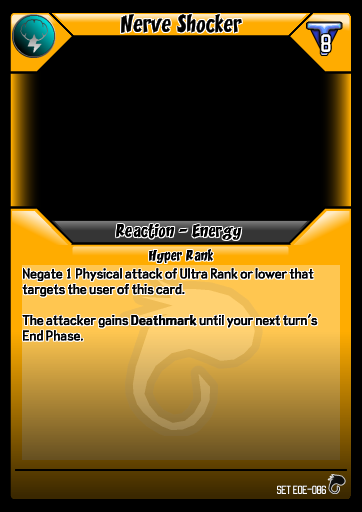 Nerve Shocker
8
Reaction - Energy
Hyper Rank
Negate 1 Physical attack of Ultra Rank or lower that
targets the user of this card.
The attacker gains Deathmark until your next turn's
End Phase.
SET EOE-086